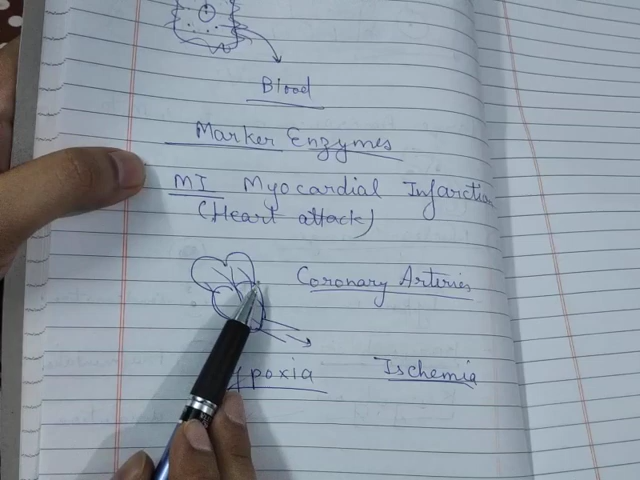 Blood
Marker Enzymes
MI Myocardial Infarction
(Heart attack)
Coronary Arteries
Ischemia